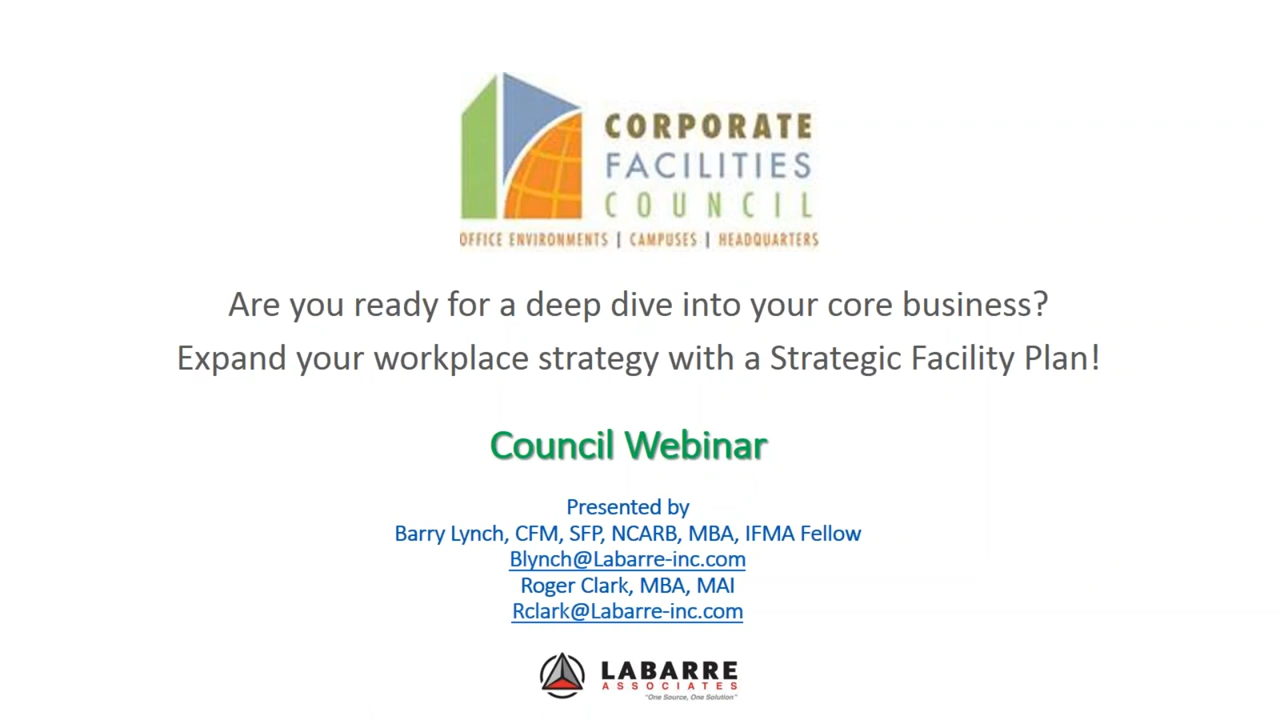 CORPORATE
FACILITIES
COUNCIL
OFFICE ENVIRONMENTS | CAMPUSES | HEADQUARTERS
Are you ready for a deep dive into your core business?
Expand your workplace strategy with a Strategic Facility Plan!
Council Webinar
Presented by
Barry Lynch, CFM, SFP, NCARB, MBA, IFMA Fellow
Blynch@Labarre-inc.com
Roger Clark, MBA, MAI
Rclark@Labarre-inc.com
LABARRE
ASSOCIATES
"One Source, One Solution"